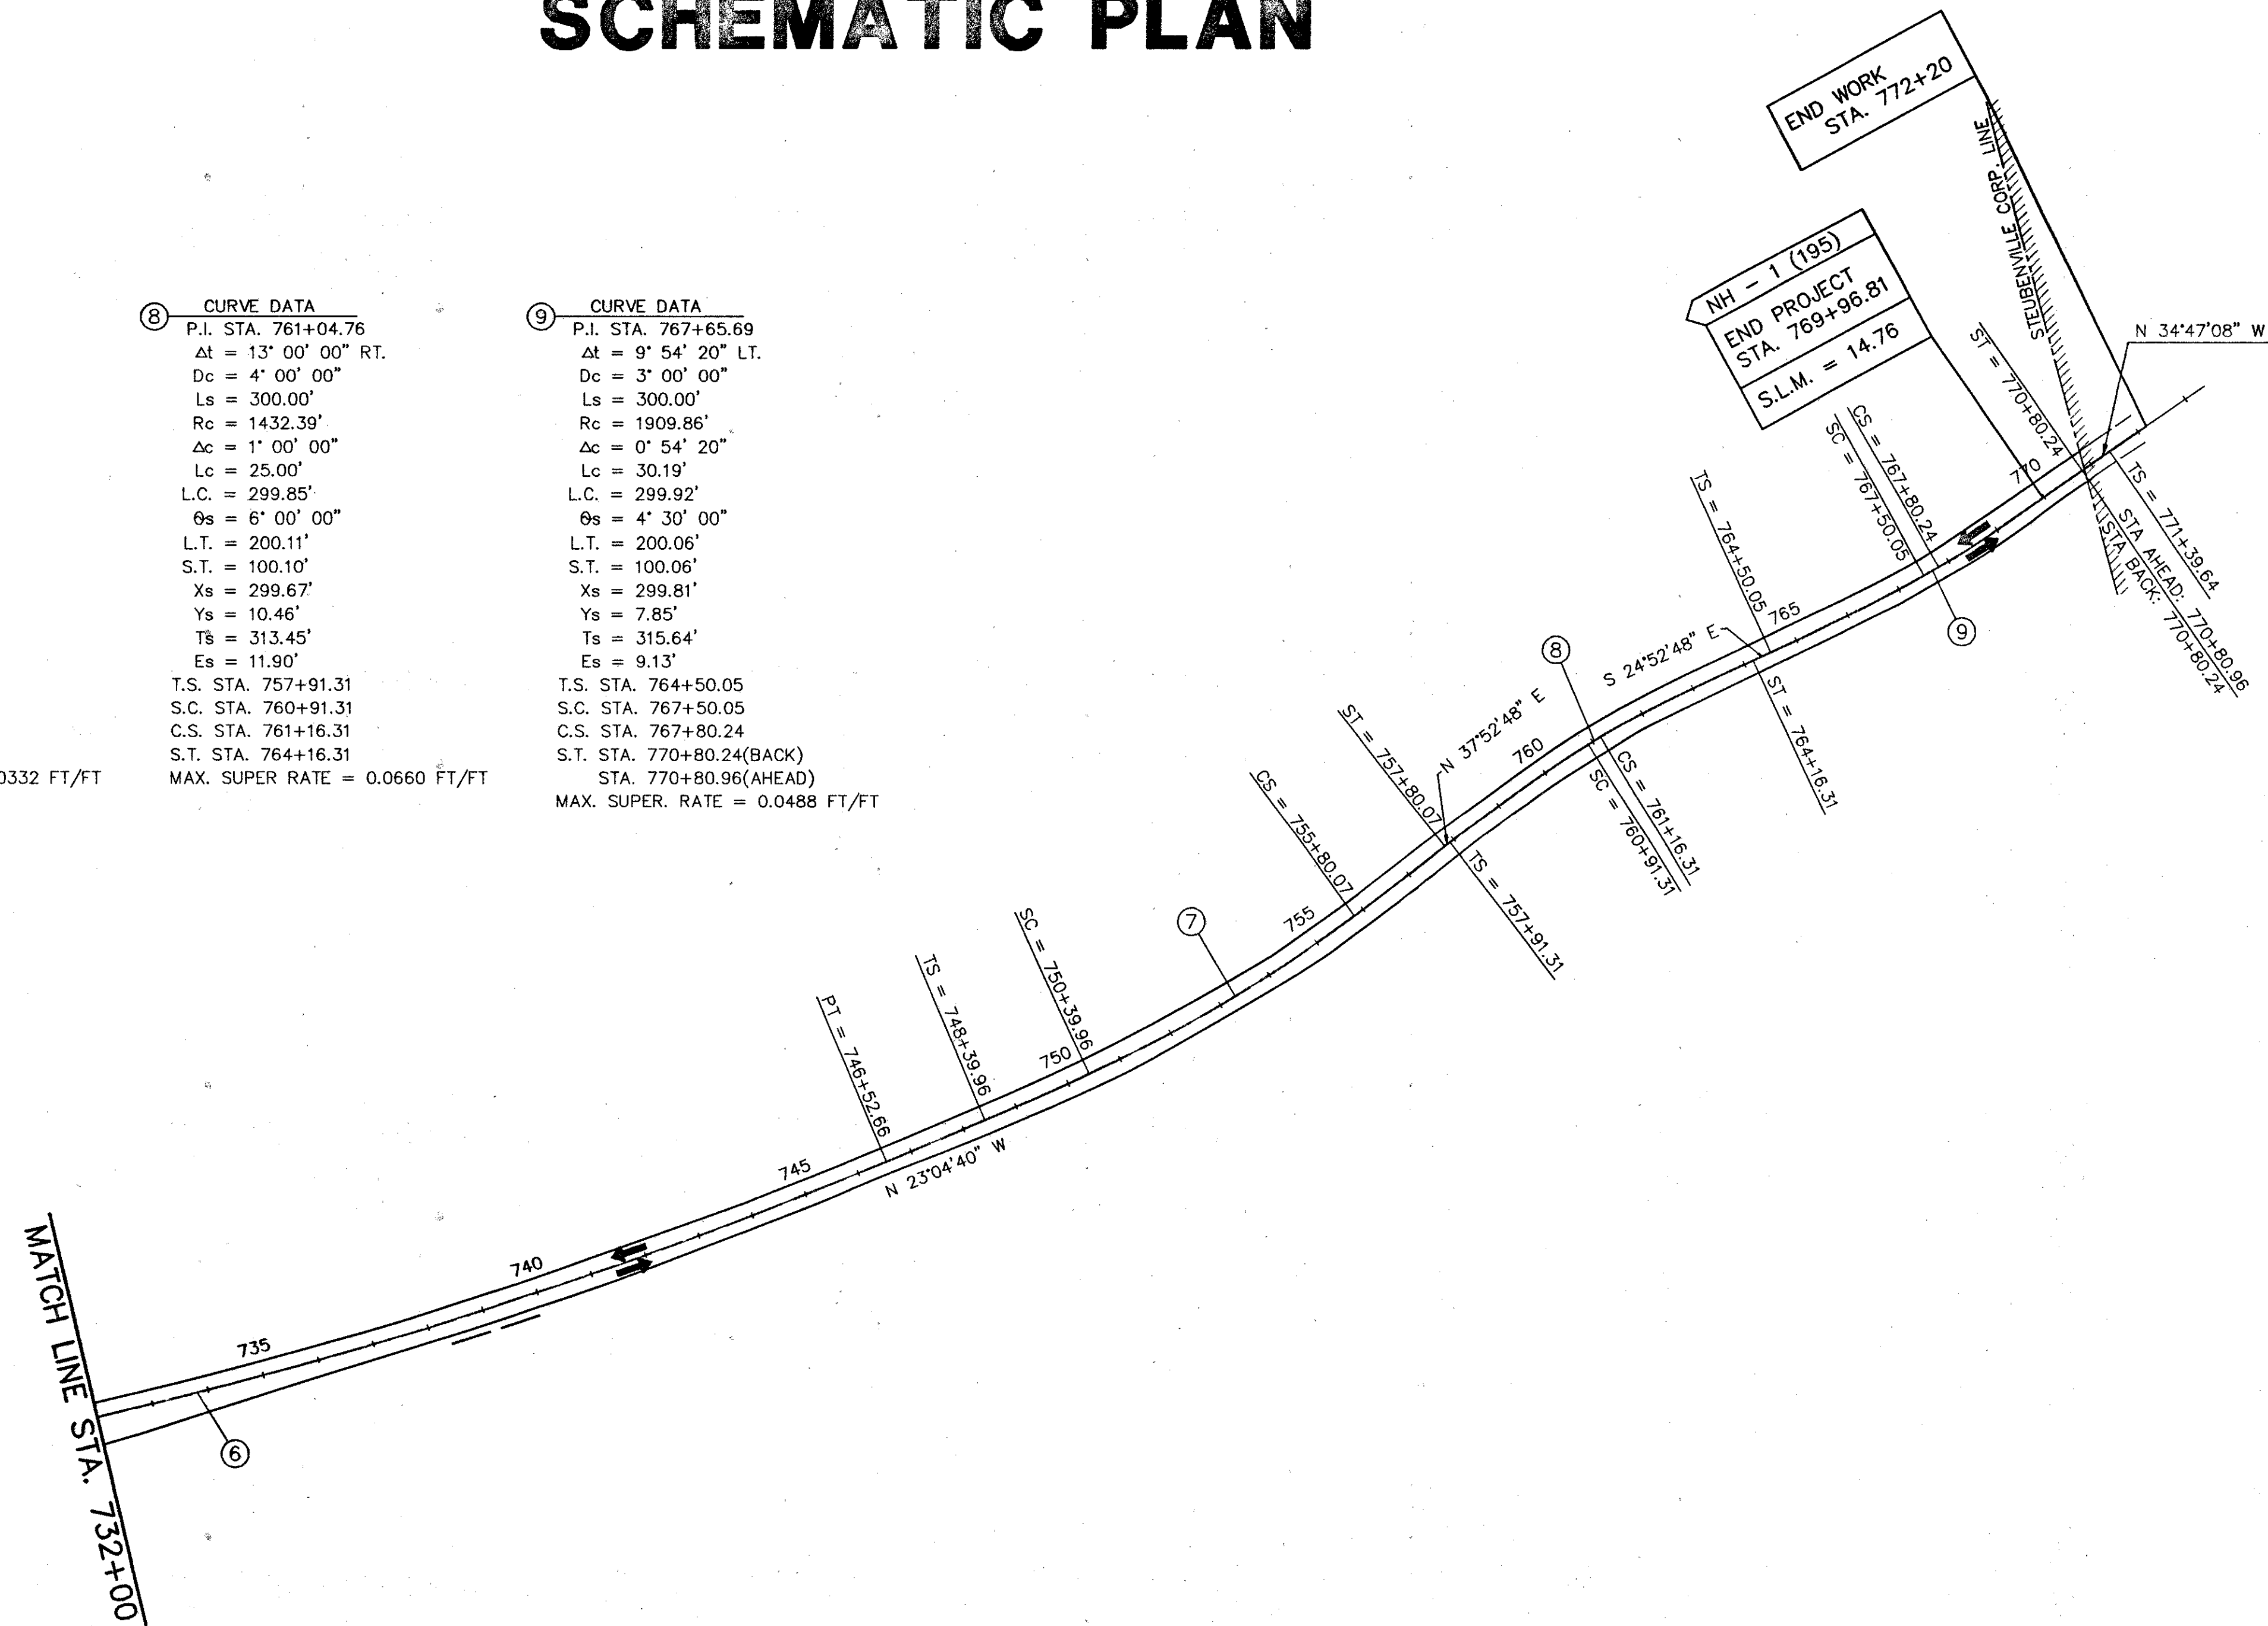 SCHEMATIC PLAN
END WORK
STA. 772+20
STEUBENVILLE CORP. LINE
NH - 1 (195)
END PROJECT
STA. 769+96.81
S.L.M. = 14.76
N 34°47'08" W
8
CURVE DATA
P.I. STA. 761+04.76
Δt = 13° 00' 00" RT.
Dc = 4° 00' 00"
Ls = 300.00'
Rc = 1432.39'
Δc = 1° 00' 00"
Lc = 25.00'
L.C. = 299.85'
Θs = 6° 00' 00"
L.T. = 200.11'
S.T. = 100.10'
Xs = 299.67'
Ys = 10.46'
Ts = 313.45'
Es = 11.90'
T.S. STA. 757+91.31
S.C. STA. 760+91.31
C.S. STA. 761+16.31
S.T. STA. 764+16.31
MAX. SUPER RATE = 0.0660 FT/FT
9
CURVE DATA
P.I. STA. 767+65.69
Δt = 9° 54' 20" LT.
Dc = 3° 00' 00"
Ls = 300.00'
Rc = 1909.86'
Δc = 0° 54' 20"
Lc = 30.19'
L.C. = 299.92'
Θs = 4° 30' 00"
L.T. = 200.06'
S.T. = 100.06'
Xs = 299.81'
Ys = 7.85'
Ts = 315.64'
Es = 9.13'
T.S. STA. 764+50.05
S.C. STA. 767+50.05
C.S. STA. 767+80.24
S.T. STA. 770+80.24(BACK)
STA. 770+80.96(AHEAD)
MAX. SUPER. RATE = 0.0488 FT/FT
0332 FT/FT
MATCH LINE STA. 732+00
735
6
740
745
PT = 746+52.66
TS = 748+39.96
N 23°04'40" W
750
SC = 750+39.96
7
755
CS = 755+80.07
ST = 757+80.07
N 37°52'48" E
TS = 757+91.31
760
8
SC = 760+91.31
CS = 761+16.31
S 24°52'48" E
ST = 764+16.31
TS = 764+50.05
765
SC = 767+50.05
CS = 767+80.24
9
770
ST = 770+80.24
TS = 771+39.64
STA AHEAD: 770+80.96
STA BACK: 770+80.24